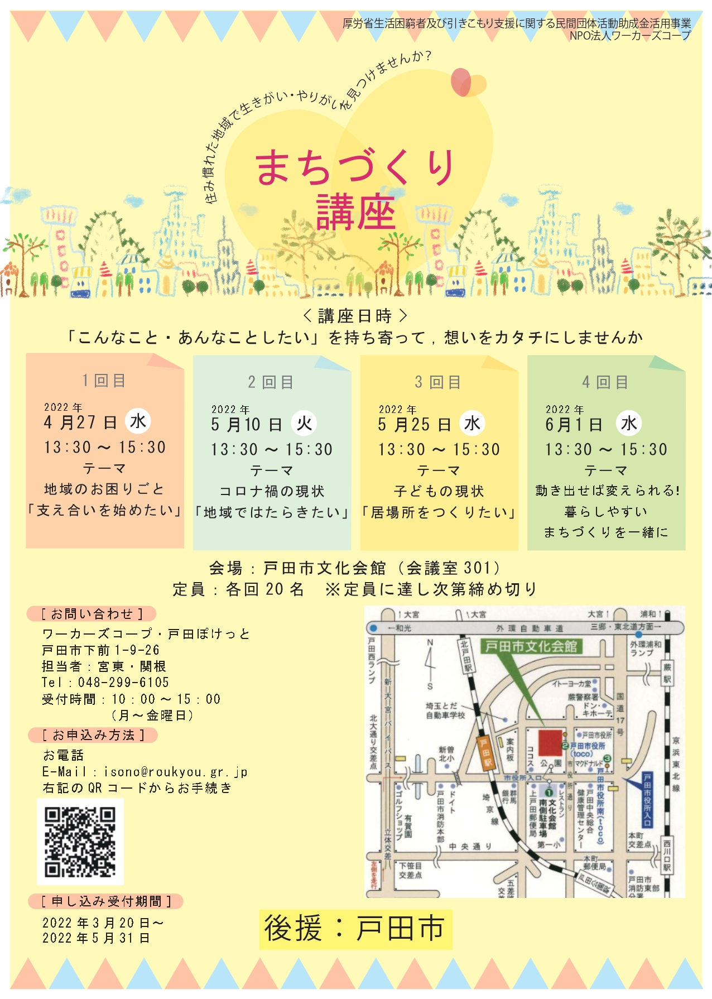 厚労省生活困窮者及び引きこもり支援に関する民間団体活動助成金活用事業
NPO法人ワーカーズコープ
住み慣れた地域で生きがい・やりがいを見つけませんか？
まちづくり
講座
〈 講座日時 〉
「こんなこと・あんなことしたい」を持ち寄って，想いをカタチにしませんか
1回目
2022年
4月27日 水
13:30 ～ 15:30
テーマ
地域のお困りごと
「支え合いを始めたい」
2回目
2022年
5月10日 火
13:30 ～ 15:30
テーマ
コロナ禍の現状
「地域ではたらきたい」
3回目
2022年
5月25日 水
13:30 ～ 15:30
テーマ
子どもの現状
「居場所をつくりたい」
4回目
2022年
6月1日 水
13:30 ～ 15:30
テーマ
動き出せば変えられる!
暮らしやすい
まちづくりを一緒に
会場：戸田市文化会館（会議室301）
定員：各回20名　※定員に達し次第締め切り
[ お問い合わせ ]
ワーカーズコープ・戸田ぽけっと
戸田市下前1-9-26
担当者：宮東・関根
Tel：048-299-6105
受付時間：10：00～15：00
（月～金曜日）
[ お申込み方法 ]
お電話
E-Mail：isono@roukyou.gr.jp
右記のQRコードからお手続き
[ 申し込み受付期間 ]
2022年3月20日～
2022年5月31日
↑大宮
↑大宮
大宮↑
浦和↑
←和光
外環自動車道
三郷・東北道方面→
戸田西ランプ
北戸田駅
戸田市文化会館
外環浦和
ランプ
N
S
蕨駅
新大宮バイパス
イトーヨーカ堂
蕨警察署
ドン・
キホーテ
国道17号
埼玉とだ
自動車学校
北大通り交差点
戸田駅
案内板
ココス
公園
戸田市役所
2 戸田市役所
(toco)
マクドナルド
3
京浜東北線
新曽
北小
市役所入口
市役所通り
戸田市役所南(toco)
戸田市役所入口
ゴルフショップ
有賀園
戸田市消防本部
ドイト
埼京線
群馬
銀行
上戸田郵便局
1
文化会館
南側駐車場
レストラン
戸田中央総合
健康管理センター
第一小
中央通り
本町
交差点
西川口駅
立体交差
左側を走行
下笹目
交差点
本町
郵便局
戸田公園駅
戸田市
消防東部
分署
五差路
交差
後援：戸田市